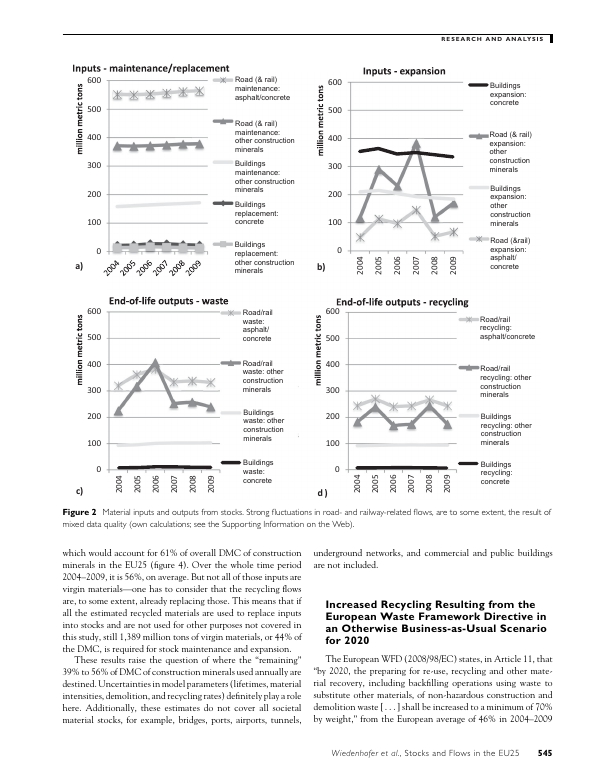 RESEARCH AND ANALYSIS
Inputs - maintenance/replacement
million metric tons
600
500
400
300
200
100
0
2004
2005
2006
2007
2008
2009
a)
Road (& rail)
maintenance:
asphalt/concrete
Road (& rail)
maintenance:
other construction
minerals
Buildings
maintenance:
other construction
minerals
Buildings
replacement:
concrete
Buildings
replacement:
other construction
minerals
Inputs - expansion
million metric tons
600
500
400
300
200
100
0
2004
2005
2006
2007
2008
2009
b)
Buildings
expansion:
concrete
Road (& rail)
expansion:
other
construction
minerals
Buildings
expansion:
other
construction
minerals
Road (&rail)
expansion:
asphalt/
concrete
End-of-life outputs - waste
million metric tons
600
500
400
300
200
100
0
2004
2005
2006
2007
2008
2009
c)
Road/rail
waste:
asphalt/
concrete
Road/rail
waste: other
construction
minerals
Buildings
waste: other
construction
minerals
Buildings
waste:
concrete
End-of-life outputs - recycling
million metric tons
600
500
400
300
200
100
0
2004
2005
2006
2007
2008
2009
d )
Road/rail
recycling:
asphalt/concrete
Road/rail
recycling: other
construction
minerals
Buildings
recycling: other
construction
minerals
Buildings
recycling:
concrete
Figure 2 Material inputs and outputs from stocks. Strong fluctuations in road- and railway-related flows, are to some extent, the result of
mixed data quality (own calculations; see the Supporting Information on the Web).
which would account for 61% of overall DMC of construction
minerals in the EU25 (figure 4). Over the whole time period
2004–2009, it is 56%, on average. But not all of those inputs are
virgin materials—one has to consider that the recycling flows
are, to some extent, already replacing those. This means that if
all the estimated recycled materials are used to replace inputs
into stocks and are not used for other purposes not covered in
this study, still 1,389 million tons of virgin materials, or 44% of
the DMC, is required for stock maintenance and expansion.
These results raise the question of where the “remaining”
39% to 56% of DMC of construction minerals used annually are
destined. Uncertainties in model parameters (lifetimes, material
intensities, demolition, and recycling rates) definitely play a role
here. Additionally, these estimates do not cover all societal
material stocks, for example, bridges, ports, airports, tunnels,
underground networks, and commercial and public buildings
are not included.
Increased Recycling Resulting from the
European Waste Framework Directive in
an Otherwise Business-as-Usual Scenario
for 2020
The European WFD (2008/98/EC) states, in Article 11, that
“by 2020, the preparing for re-use, recycling and other mate-
rial recovery, including backfilling operations using waste to
substitute other materials, of non-hazardous construction and
demolition waste [ . . . ] shall be increased to a minimum of 70%
by weight,” from the European average of 46% in 2004–2009
Wiedenhofer et al., Stocks and Flows in the EU25 545